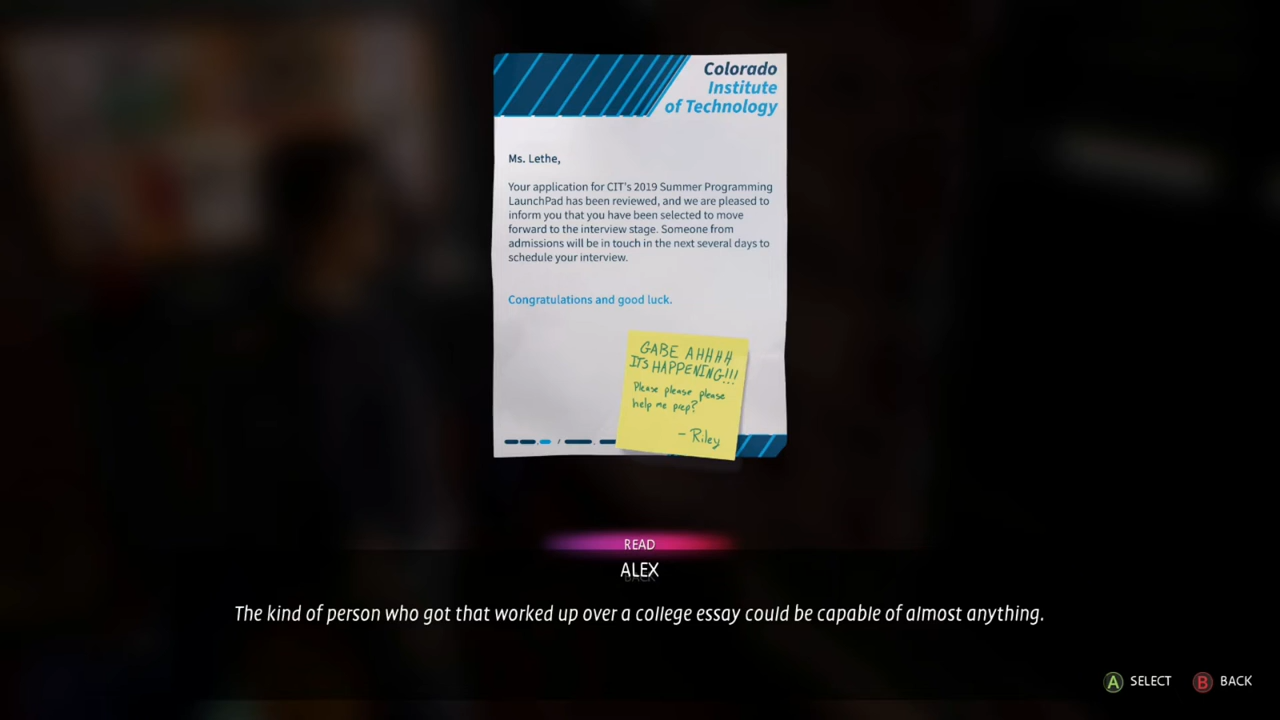 Colorado
Institute
of Technology
Ms. Lethe,
Your application for CIT's 2019 Summer Programming
LaunchPad has been reviewed, and we are pleased to
inform you that you have been selected to move
forward to the interview stage. Someone from
admissions will be in touch in the next several days to
schedule your interview.
Congratulations and good luck.
GABE AHHHH
ITS HAPPENING!!!
Please please please
help me prep?
- Riley
READ
ALEX
BACK
The kind of person who got that worked up over a college essay could be capable of almost anything.
A SELECT B BACK